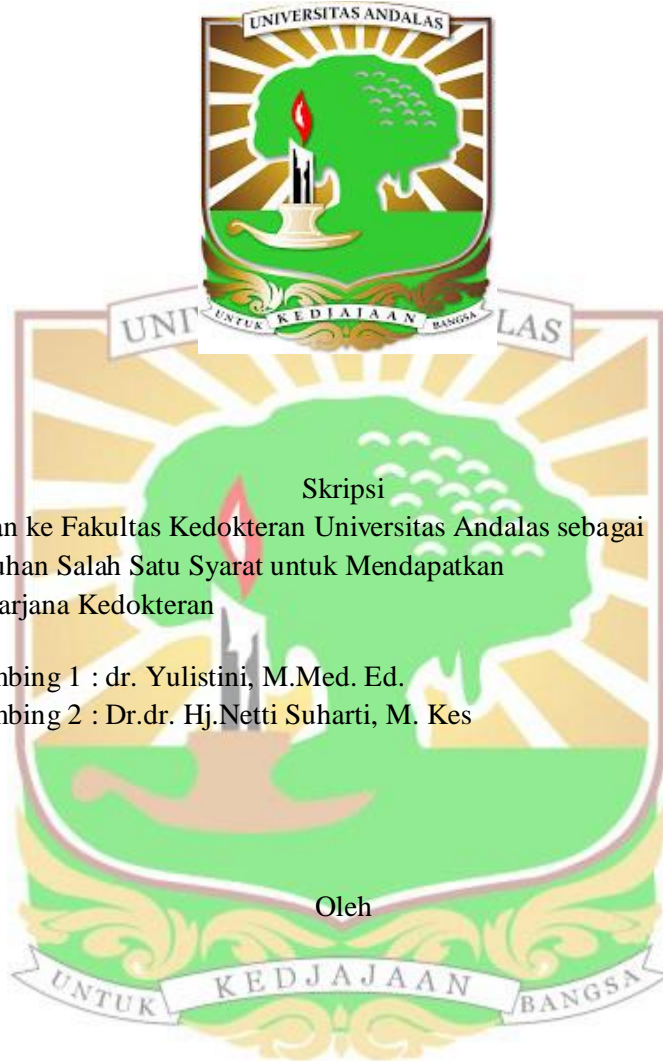 UNIVERSITAS ANDALAS
UNTUK KEDJAJAAN BANGSA
UNI LAS
Skripsi
an ke Fakultas Kedokteran Universitas Andalas sebagai
uhan Salah Satu Syarat untuk Mendapatkan
arjana Kedokteran
nbing 1 : dr. Yulistini, M.Med. Ed.
nbing 2 : Dr.dr. Hj.Netti Suharti, M. Kes
Oleh
UNTUK KEDJAJAAN BANGSA